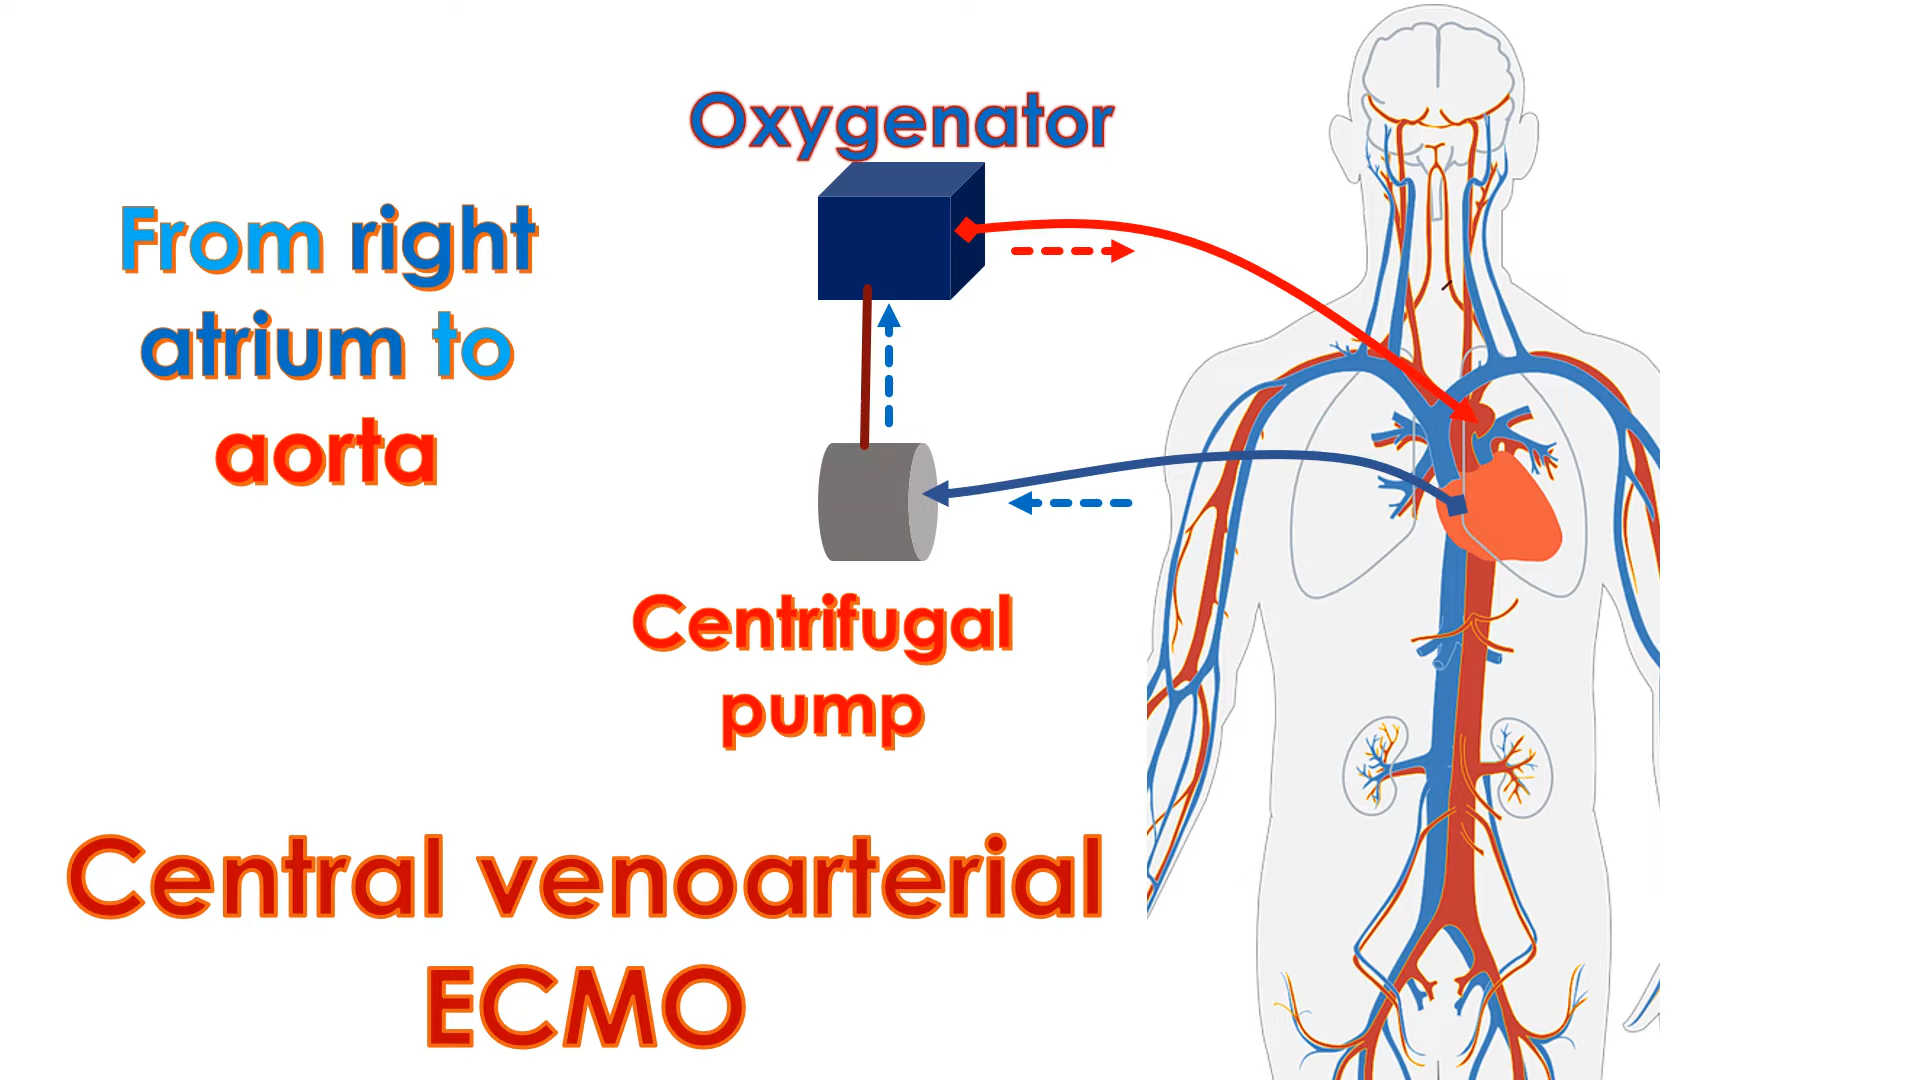 Oxygenator
From right
atrium to
aorta
Centrifugal
pump
Central venoarterial
ECMO